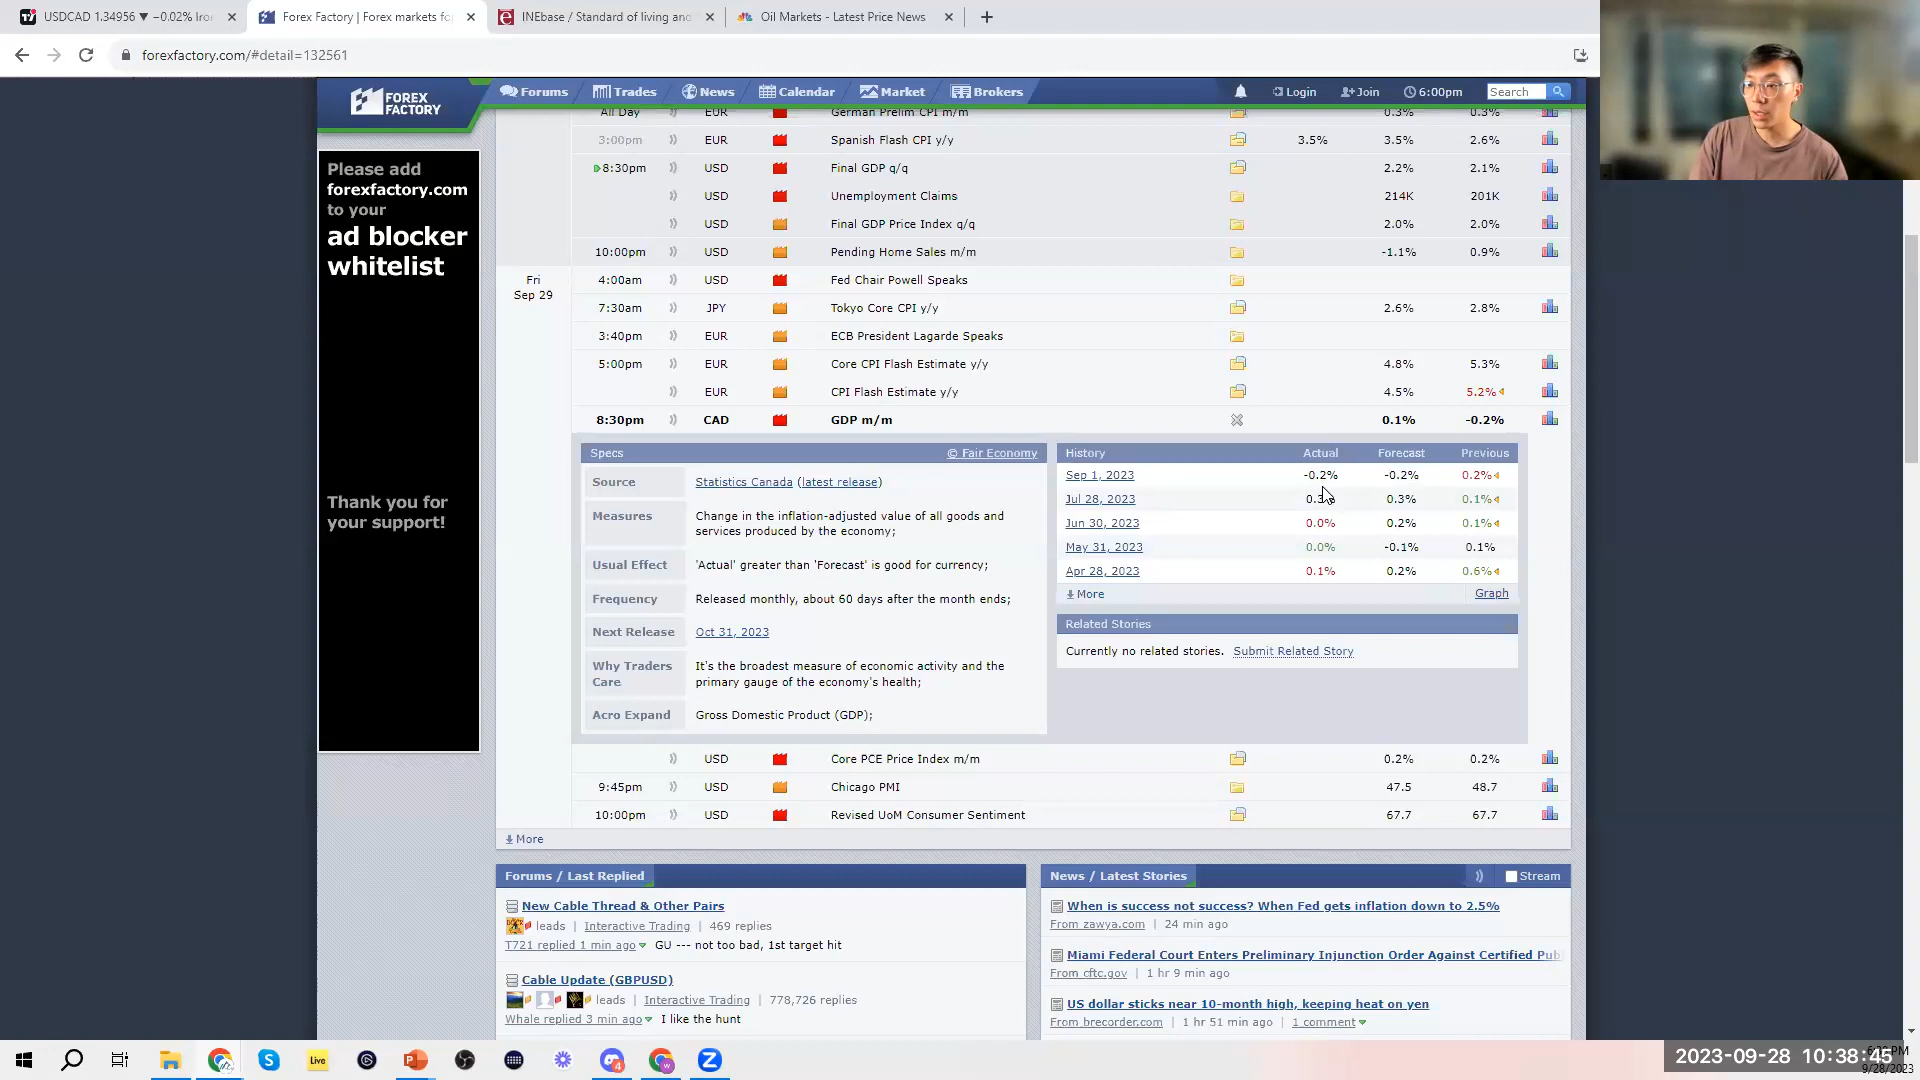 USDCAD 1.34956 ▼ −0.02%
Forex Factory | Forex markets fo
INEbase / Standard of living and
Oil Markets - Latest Price News
forexfactory.com/#detail=132561
FOREX FACTORY
Forums
Trades
News
Calendar
Market
Brokers
Login
Join
6:00pm
Search
Please add
forexfactory.com
to your
ad blocker
whitelist
Thank you for
your support!
All Day EUR German Prelim CPI m/m 0.3% 0.3%
3:00pm EUR Spanish Flash CPI y/y 3.5% 3.5% 2.6%
8:30pm USD Final GDP q/q 2.2% 2.1%
USD Unemployment Claims 214K 201K
USD Final GDP Price Index q/q 2.0% 2.0%
10:00pm USD Pending Home Sales m/m -1.1% 0.9%
Fri
Sep 29
4:00am USD Fed Chair Powell Speaks
7:30am JPY Tokyo Core CPI y/y 2.6% 2.8%
3:40pm EUR ECB President Lagarde Speaks
5:00pm EUR Core CPI Flash Estimate y/y 4.8% 5.3%
EUR CPI Flash Estimate y/y 4.5% 5.2%
8:30pm CAD GDP m/m 0.1% -0.2%
Specs © Fair Economy
Source Statistics Canada (latest release)
Measures Change in the inflation-adjusted value of all goods and
services produced by the economy;
Usual Effect 'Actual' greater than 'Forecast' is good for currency;
Frequency Released monthly, about 60 days after the month ends;
Next Release Oct 31, 2023
Why Traders Care It's the broadest measure of economic activity and the
primary gauge of the economy's health;
Acro Expand Gross Domestic Product (GDP);
History Actual Forecast Previous
Sep 1, 2023 -0.2% -0.2% 0.2%
Jul 28, 2023 0.3% 0.1%
Jun 30, 2023 0.0% 0.2% 0.1%
May 31, 2023 0.0% -0.1% 0.1%
Apr 28, 2023 0.1% 0.2% 0.6%
More Graph
Related Stories
Currently no related stories. Submit Related Story
USD Core PCE Price Index m/m 0.2% 0.2%
9:45pm USD Chicago PMI 47.5 48.7
10:00pm USD Revised UoM Consumer Sentiment 67.7 67.7
More
Forums / Last Replied
New Cable Thread & Other Pairs
leads | Interactive Trading | 469 replies
T721 replied 1 min ago GU --- not too bad, 1st target hit
Cable Update (GBPUSD)
leads | Interactive Trading | 778,726 replies
Whale replied 3 min ago I like the hunt
News / Latest Stories Stream
When is success not success? When Fed gets inflation down to 2.5%
From zawya.com | 24 min ago
Miami Federal Court Enters Preliminary Injunction Order Against Certified Pub
From cftc.gov | 1 hr 9 min ago
US dollar sticks near 10-month high, keeping heat on yen
From brecorder.com | 1 hr 51 min ago | 1 comment
Live
4
2023-09-28 10:38:45
9/28/2023